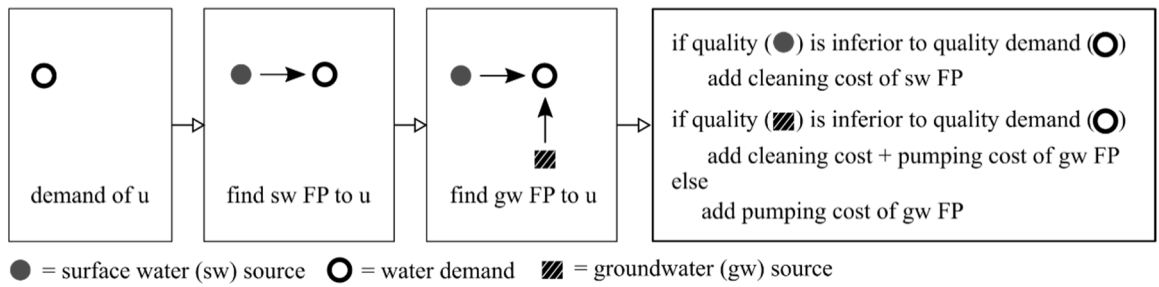 demand of u
find sw FP to u
find gw FP to u
if quality () is inferior to quality demand ()
add cleaning cost of sw FP
if quality () is inferior to quality demand ()
add cleaning cost + pumping cost of gw FP
else
add pumping cost of gw FP
= surface water (sw) source = water demand = groundwater (gw) source